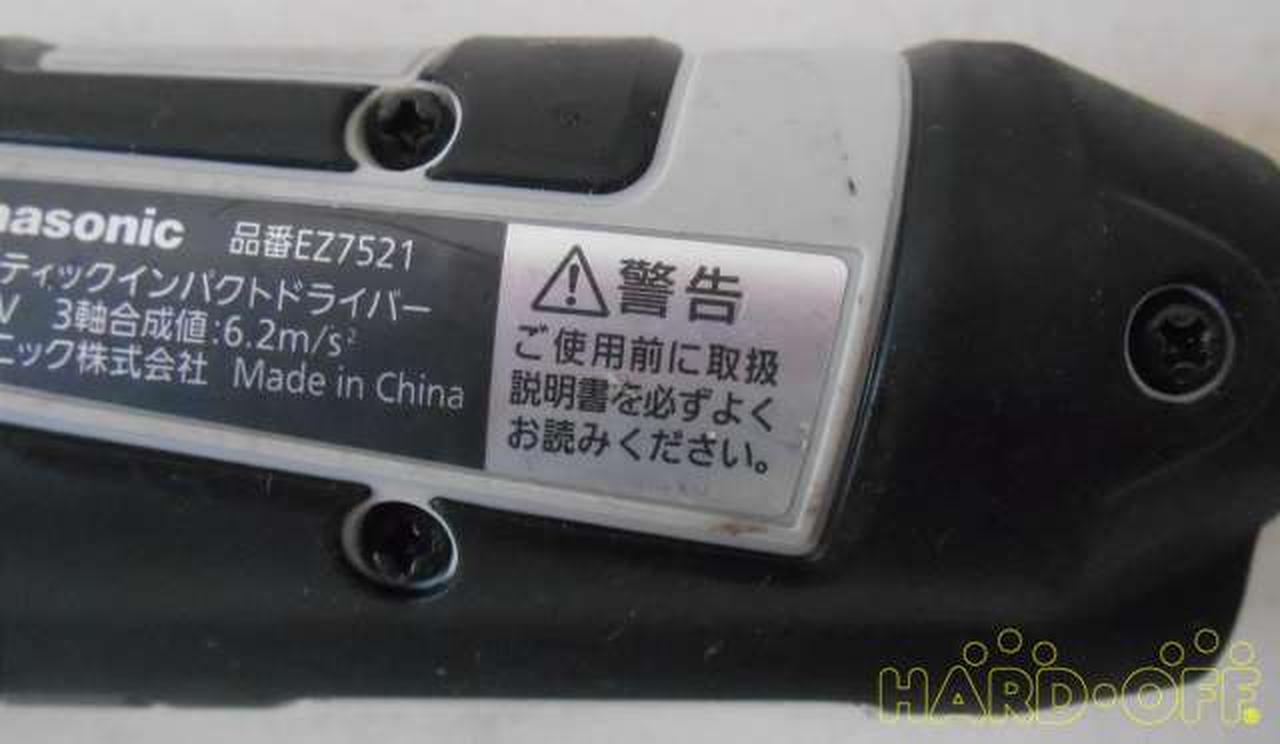 nasonic 品番EZ7521
ティックインパクトドライバー
V 3軸合成値:6.2m/s²
ニック株式会社 Made in China
警告
ご使用前に取扱
説明書を必ずよく
お読みください。
HARD・OFF